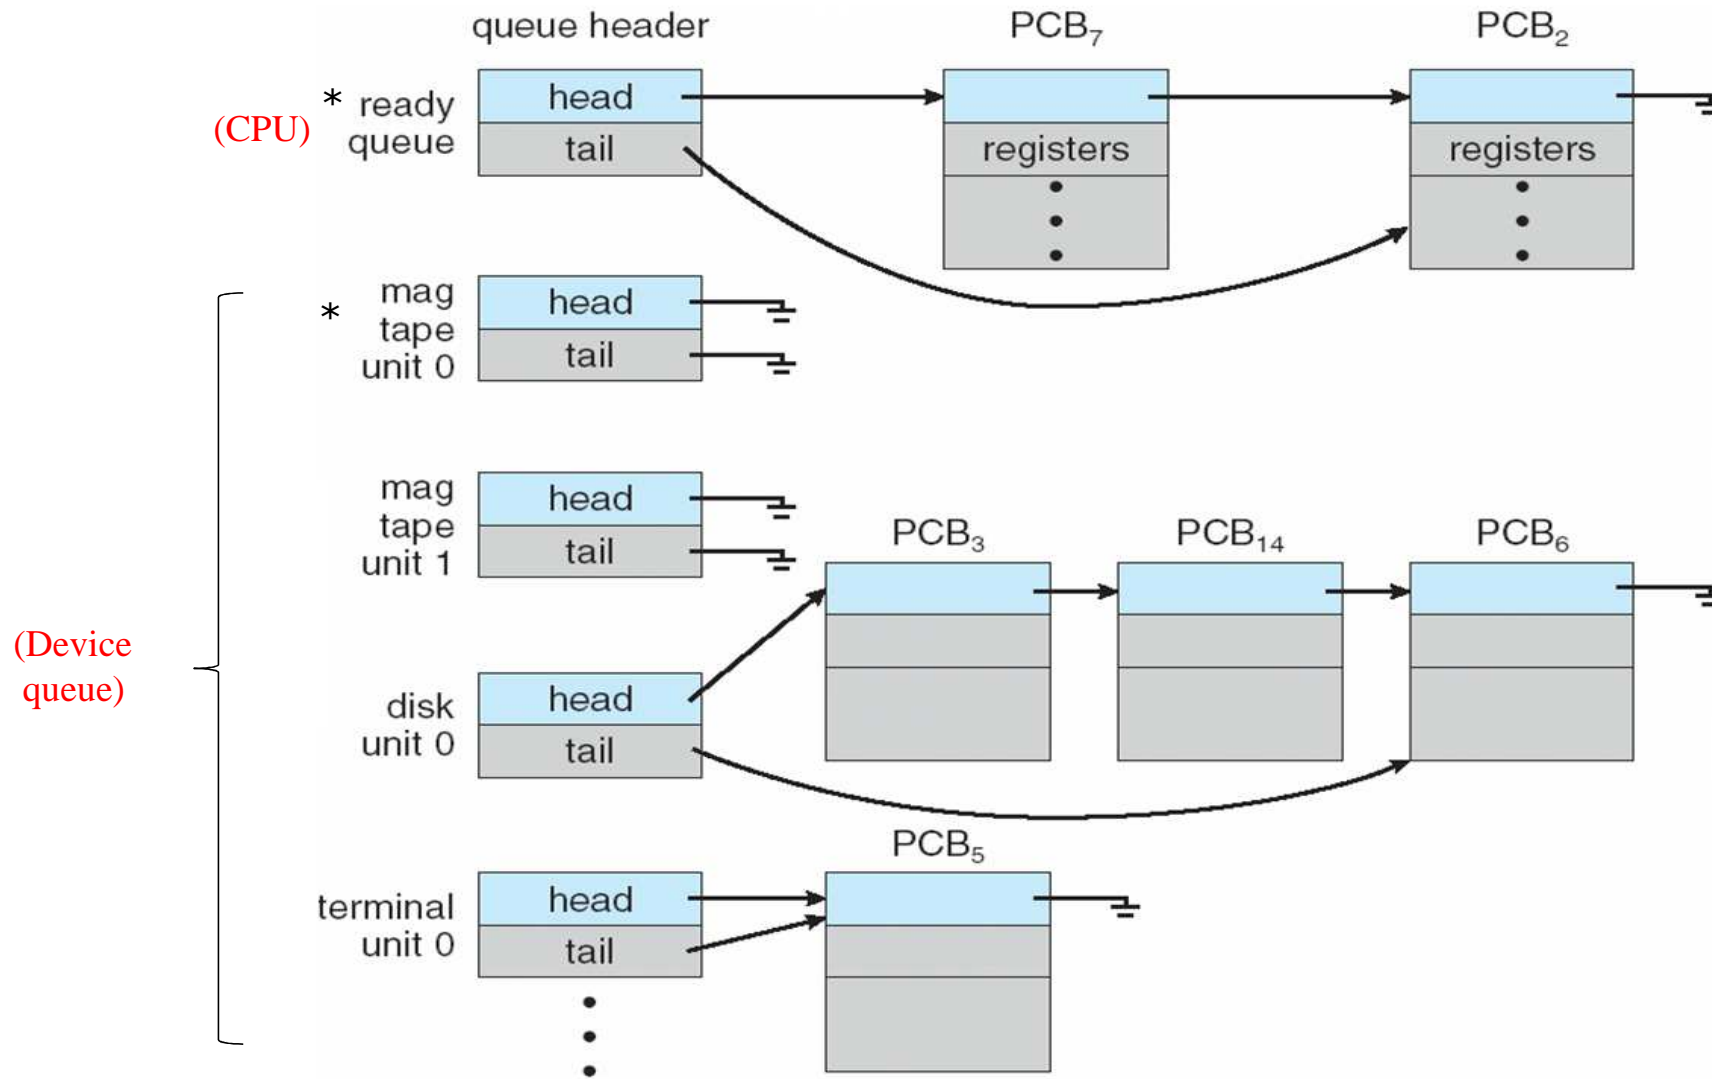 queue header
PCB₇
PCB₂
* ready
queue
(CPU)
head
tail
registers
registers
* mag
tape
unit 0
head
tail
mag
tape
unit 1
head
tail
PCB₃
PCB₁₄
PCB₆
(Device
queue)
disk
unit 0
head
tail
PCB₅
terminal
unit 0
head
tail